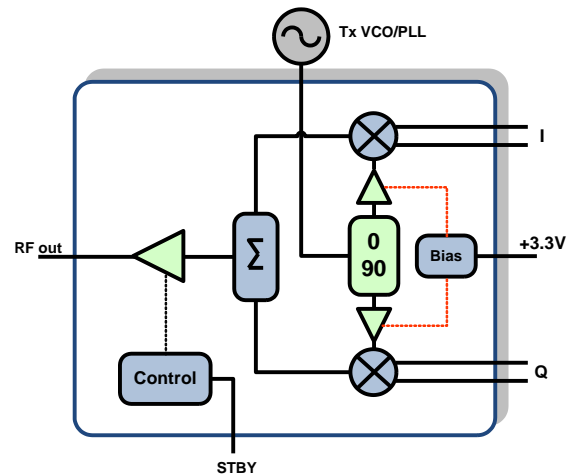 Tx VCO/PLL
I
RF out
Σ
0
90
Bias
+3.3V
Control
Q
STBY